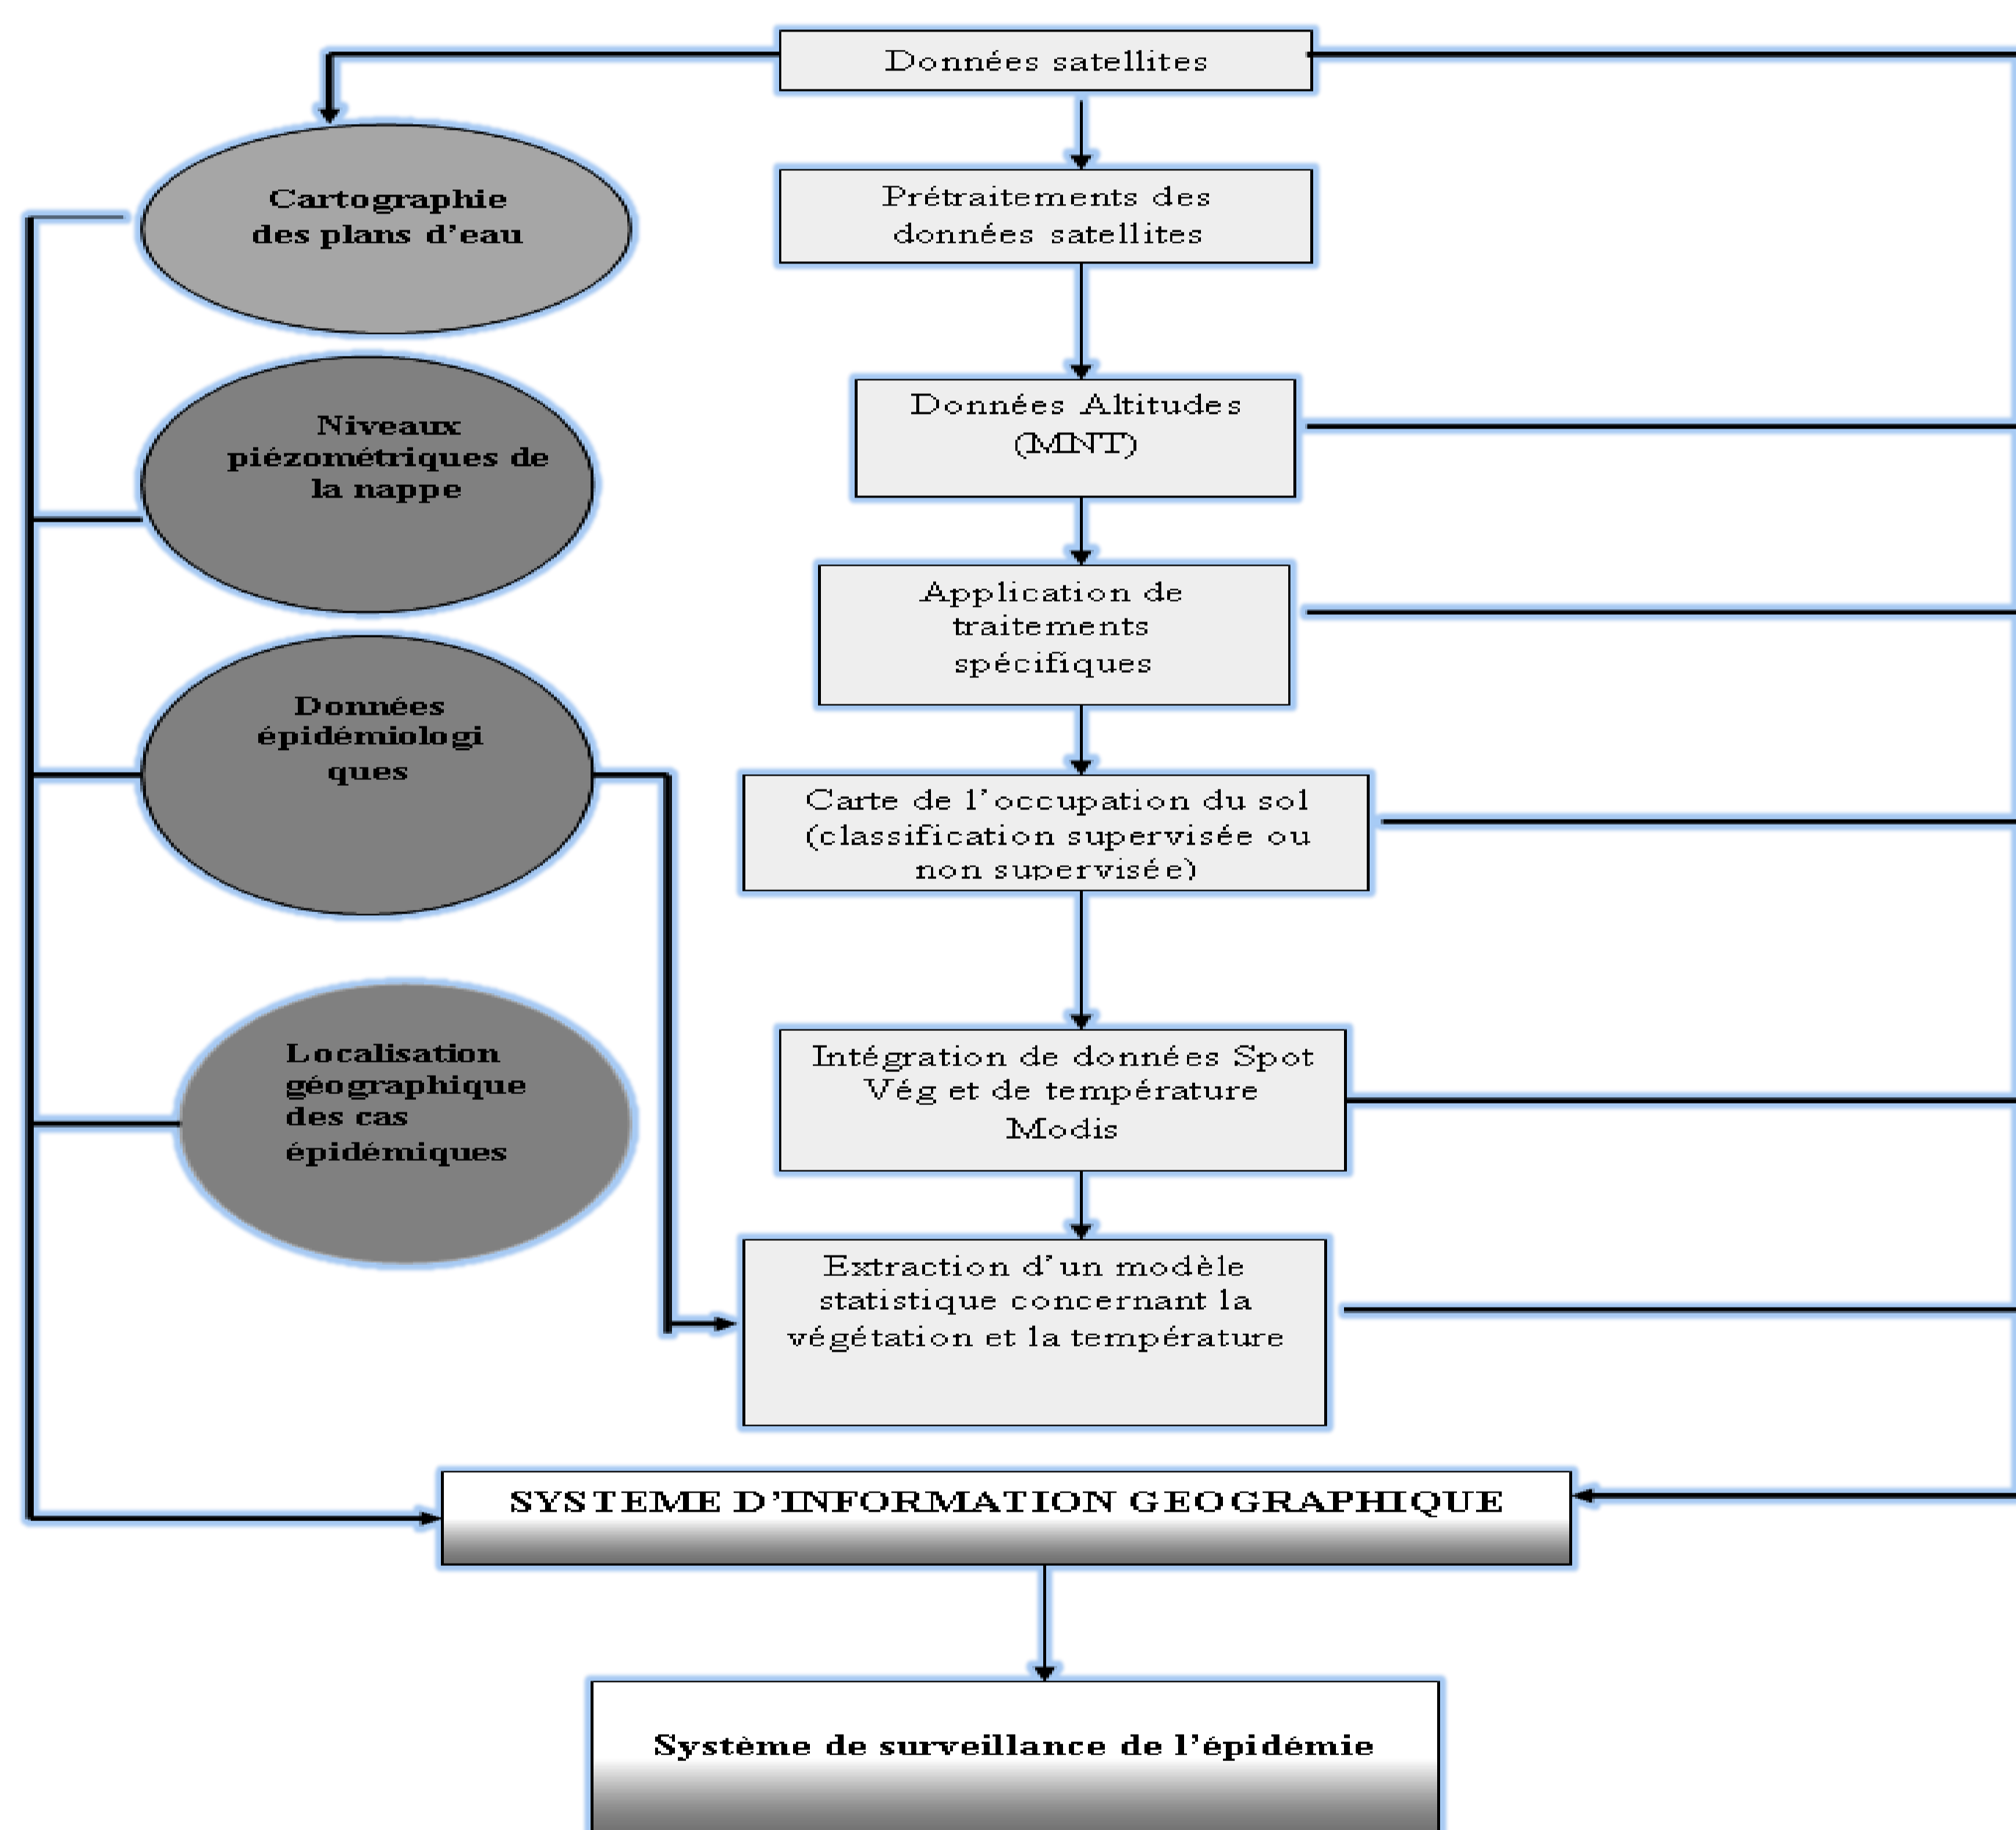 Données satellites
Prétraitements des
données satellites
Cartographie
des plans d'eau
Données Altitudes
(MNT)
Niveaux
piézométriques de
la nappe
Application de
traitements
spécifiques
Données
épidémiologi
ques
Carte de l'occupation du sol
(classification supervisée ou
non supervisée)
Localisation
géographique
des cas
épidémiques
Intégration de données Spot
Vég et de température
Modis
Extraction d'un modèle
statistique concernant la
végétation et la température
SYSTEME D'INFORMATION GEOGRAPHIQUE
Système de surveillance de l'épidémie